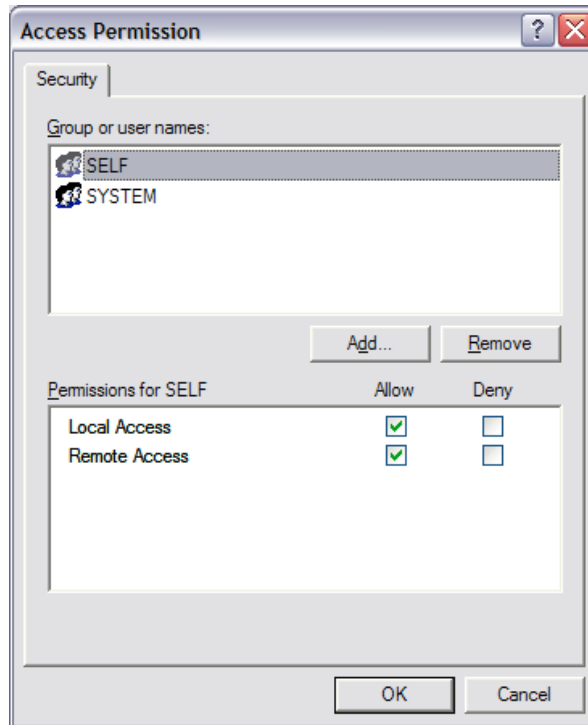 Access Permission
Security
Group or user names:
SELF
SYSTEM
Add... Remove
Permissions for SELF Allow Deny
Local Access
Remote Access
OK Cancel